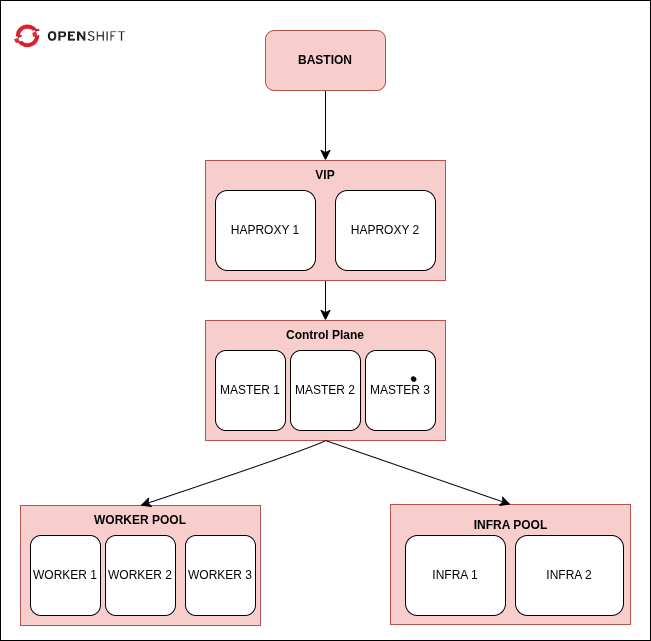 OPENSHIFT
BASTION
VIP
HAPROXY 1
HAPROXY 2
Control Plane
MASTER 1
MASTER 2
MASTER 3
WORKER POOL
WORKER 1
WORKER 2
WORKER 3
INFRA POOL
INFRA 1
INFRA 2